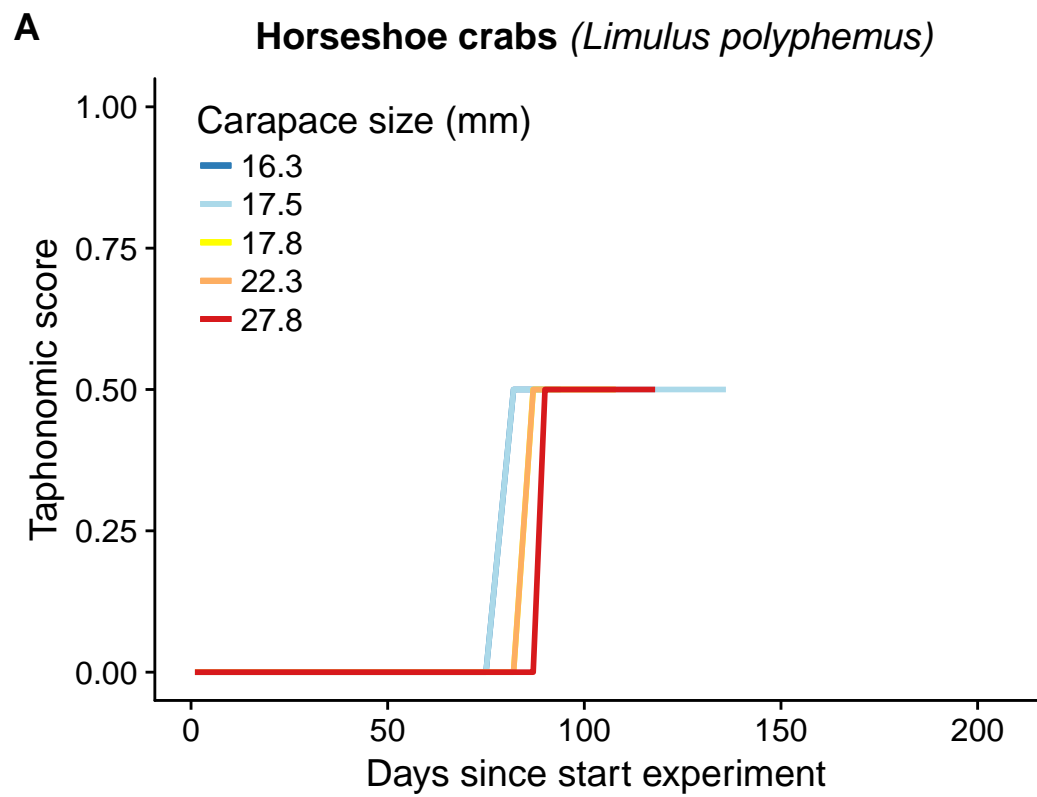 A
Horseshoe crabs (Limulus polyphemus)
1.00
0.75
0.50
0.25
0.00
Taphonomic score
Carapace size (mm)
16.3
17.5
17.8
22.3
27.8
0 50 100 150 200
Days since start experiment